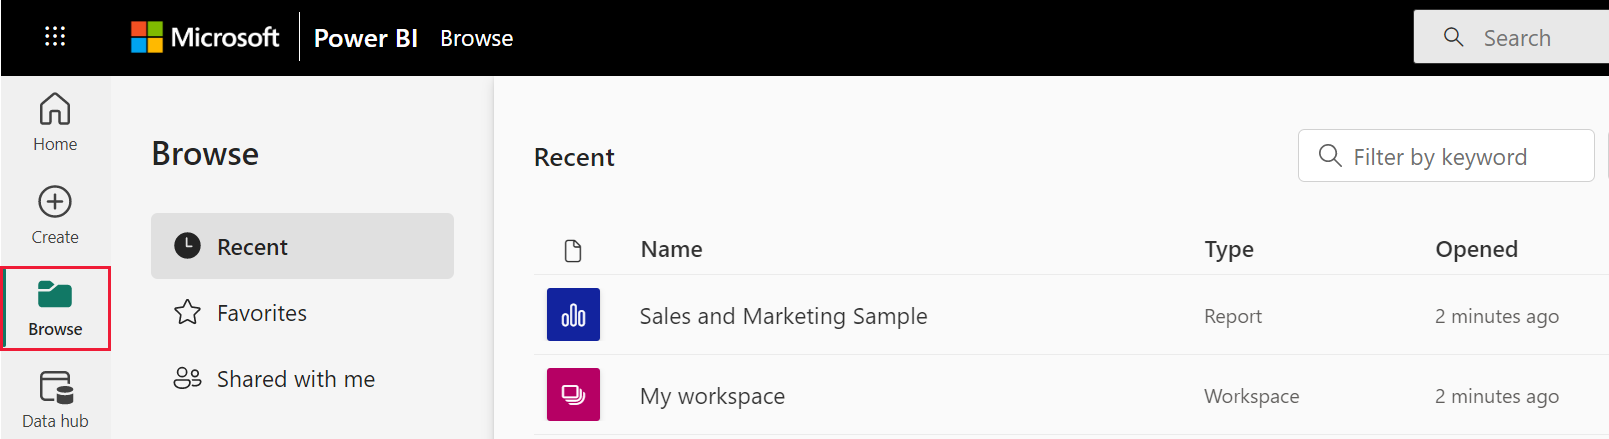 Microsoft Power BI Browse Search
Home
Create
Browse
Data hub
Browse
Recent
Favorites
Shared with me
Recent Filter by keyword
Name Type Opened
Sales and Marketing Sample Report 2 minutes ago
My workspace Workspace 2 minutes ago